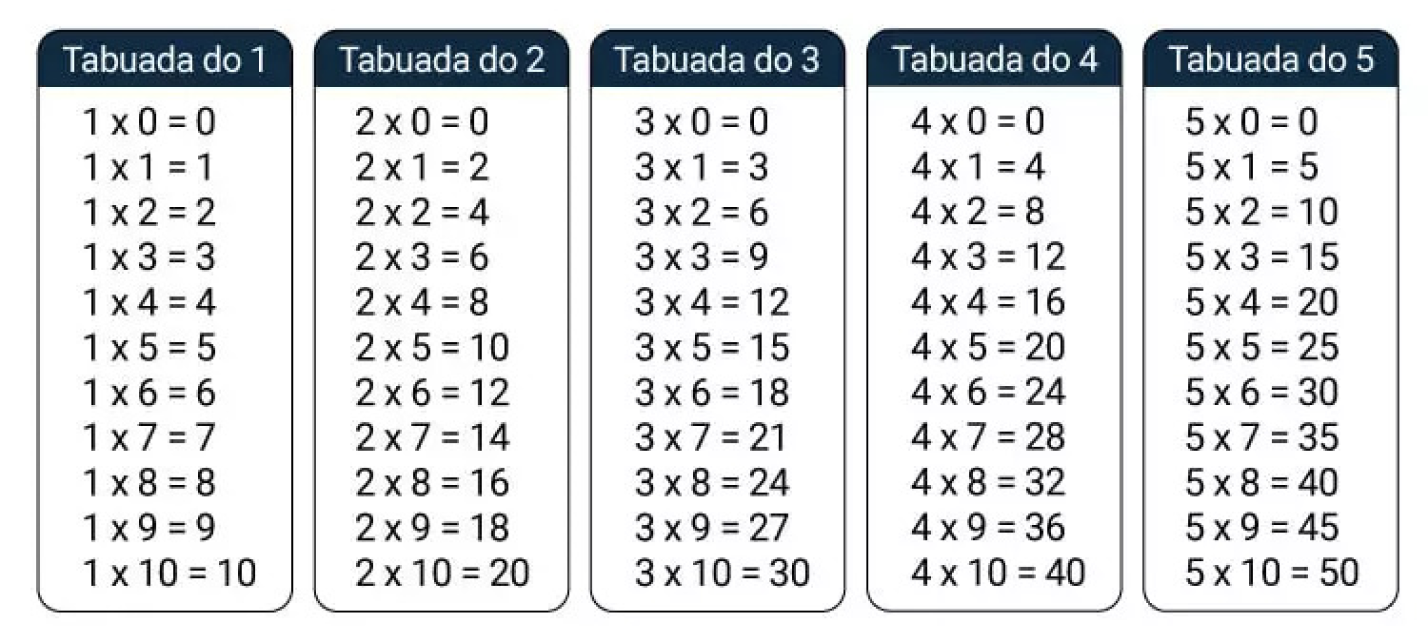 Tabuada do 1
1 x 0 = 0
1 x 1 = 1
1 x 2 = 2
1 x 3 = 3
1 x 4 = 4
1 x 5 = 5
1 x 6 = 6
1 x 7 = 7
1 x 8 = 8
1 x 9 = 9
1 x 10 = 10
Tabuada do 2
2 x 0 = 0
2 x 1 = 2
2 x 2 = 4
2 x 3 = 6
2 x 4 = 8
2 x 5 = 10
2 x 6 = 12
2 x 7 = 14
2 x 8 = 16
2 x 9 = 18
2 x 10 = 20
Tabuada do 3
3 x 0 = 0
3 x 1 = 3
3 x 2 = 6
3 x 3 = 9
3 x 4 = 12
3 x 5 = 15
3 x 6 = 18
3 x 7 = 21
3 x 8 = 24
3 x 9 = 27
3 x 10 = 30
Tabuada do 4
4 x 0 = 0
4 x 1 = 4
4 x 2 = 8
4 x 3 = 12
4 x 4 = 16
4 x 5 = 20
4 x 6 = 24
4 x 7 = 28
4 x 8 = 32
4 x 9 = 36
4 x 10 = 40
Tabuada do 5
5 x 0 = 0
5 x 1 = 5
5 x 2 = 10
5 x 3 = 15
5 x 4 = 20
5 x 5 = 25
5 x 6 = 30
5 x 7 = 35
5 x 8 = 40
5 x 9 = 45
5 x 10 = 50